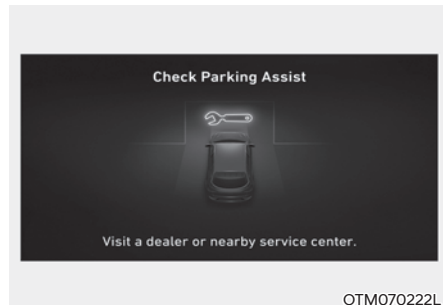 Check Parking Assist
Visit a dealer or nearby service center.
OTM070222L